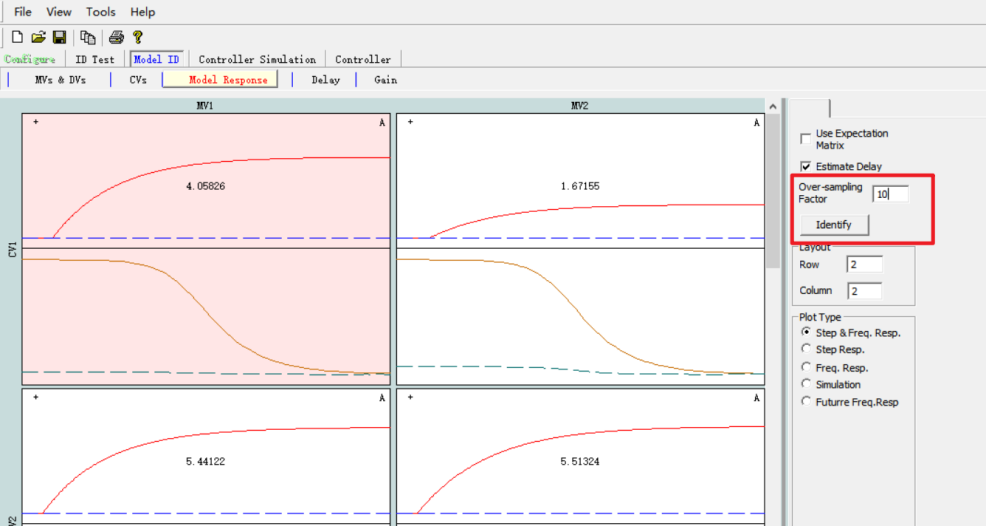 File View Tools Help
Configure ID Test Model ID Controller Simulation Controller
MVs & DVs CVs Model Response Delay Gain
MV1 MV2
+ A + A
4.05826 1.67155
CV1
+ A + A
5.44122 5.51324
Use Expectation
Matrix
Estimate Delay
Over-sampling
Factor 10
Identify
Layout
Row 2
Column 2
Plot Type
Step & Freq. Resp.
Step Resp.
Freq. Resp.
Simulation
Futurre Freq.Resp